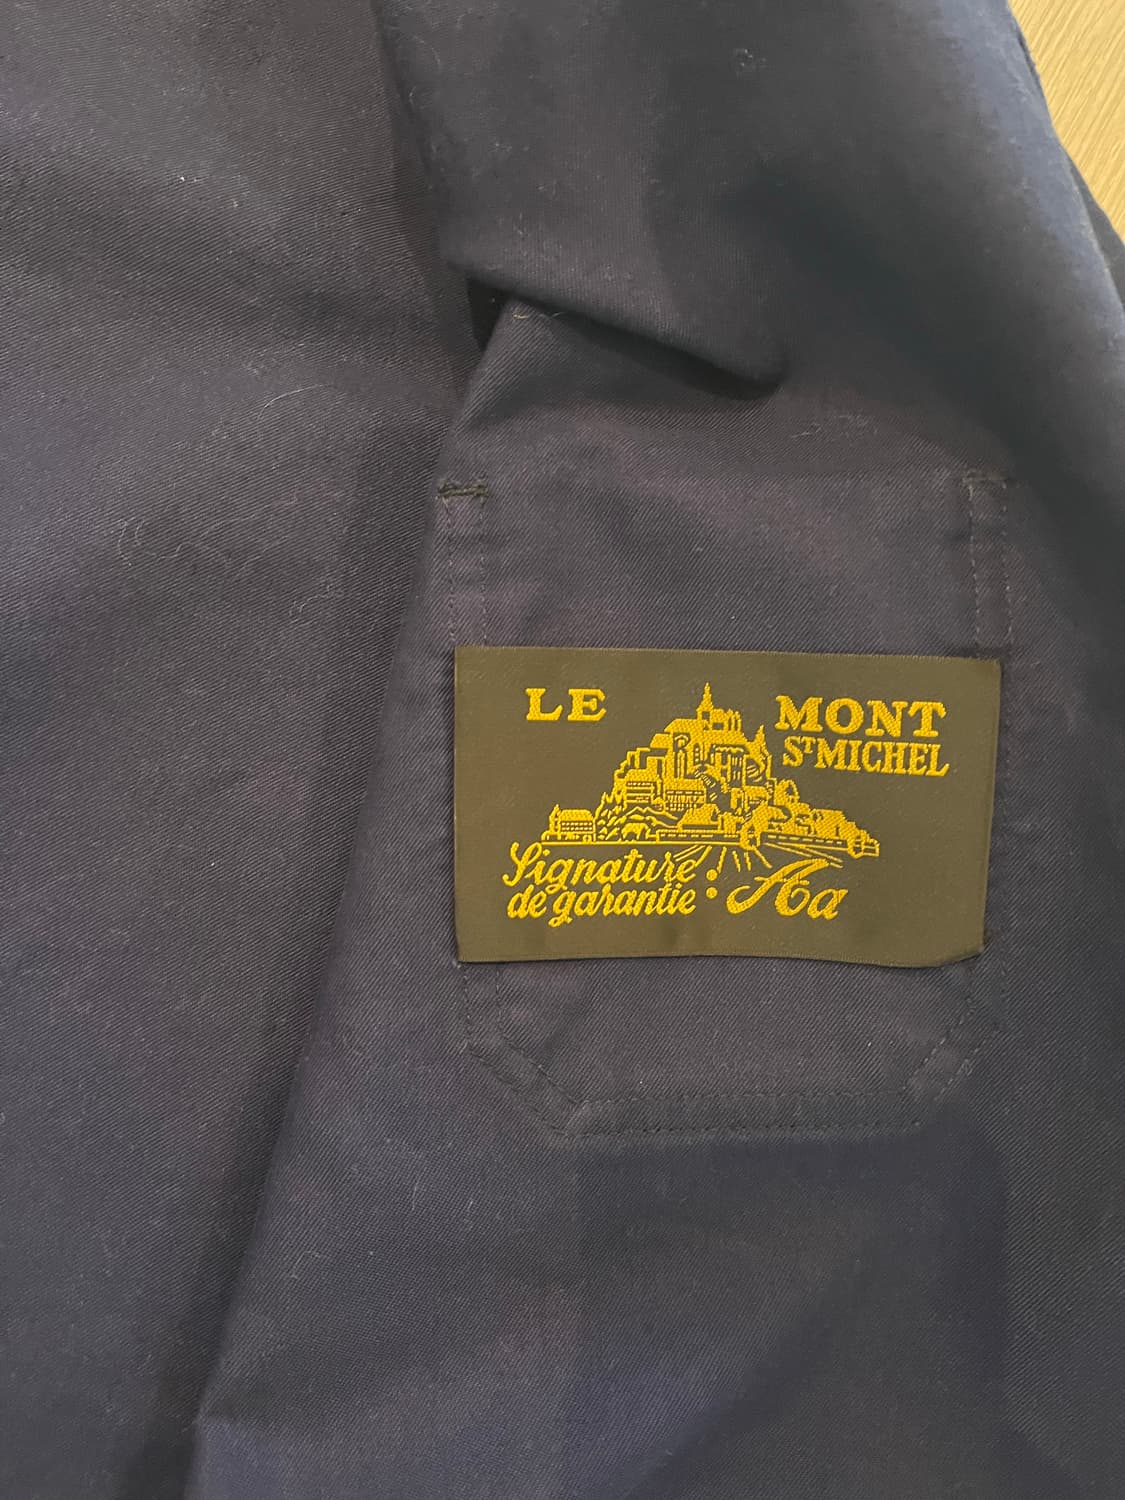 LE MONT
ST MICHEL
Signature
de garantie : Aa